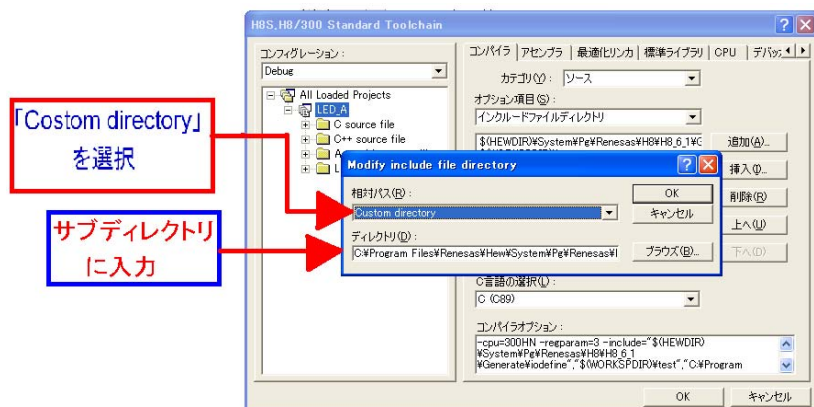 H8S,H8/300 Standard Toolchain
コンフィグレーション :
Debug
All Loaded Projects
LED_A
C source file
C++ source file
コンパイラ アセンブラ 最適化リンカ 標準ライブラリ CPU デバッ
カテゴリ(Y) : ソース
オプション項目(S) :
インクルードファイルディレクトリ
$(HEWDIR)¥System¥Pg¥Renesas¥H8¥H8_6_1¥G
追加(A)...
挿入(I)...
削除(R)
上へ(U)
下へ(D)
「Costom directory」
を選択
サブディレクトリ
に入力
Modify include file directory
相対パス(R) :
Custom directory
ディレクトリ(D) :
C:¥Program Files¥Renesas¥Hew¥System¥Pg¥Renesas¥
OK
キャンセル
ブラウズ(B)...
C言語の選択(L) :
C (C89)
コンパイラオプション :
-cpu=300HN -regparam=3 -include="$(HEWDIR)
¥System¥Pg¥Renesas¥H8¥H8_6_1
¥Generate¥iodefine","$(WORKSPDIR)¥test","C:¥Program
OK
キャンセル